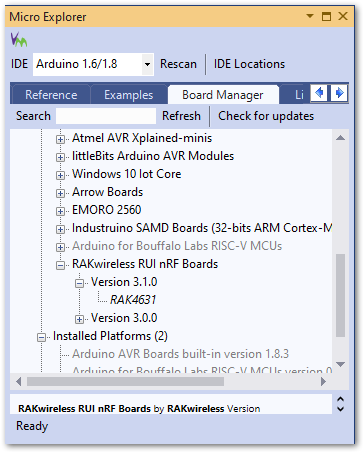 Micro Explorer
IDE Arduino 1.6/1.8 Rescan IDE Locations
Reference Examples Board Manager Li
Search Refresh Check for updates
Atmel AVR Xplained-minis
littleBits Arduino AVR Modules
Windows 10 Iot Core
Arrow Boards
EMORO 2560
Industruino SAMD Boards (32-bits ARM Cortex-M
Arduino for Bouffalo Labs RISC-V MCUs
RAKwireless RUI nRF Boards
Version 3.1.0
RAK4631
Version 3.0.0
Installed Platforms (2)
Arduino AVR Boards built-in version 1.8.3
Arduino for Bouffalo Labs RISC-V MCUs version 0
RAKwireless RUI nRF Boards by RAKwireless Version
Ready